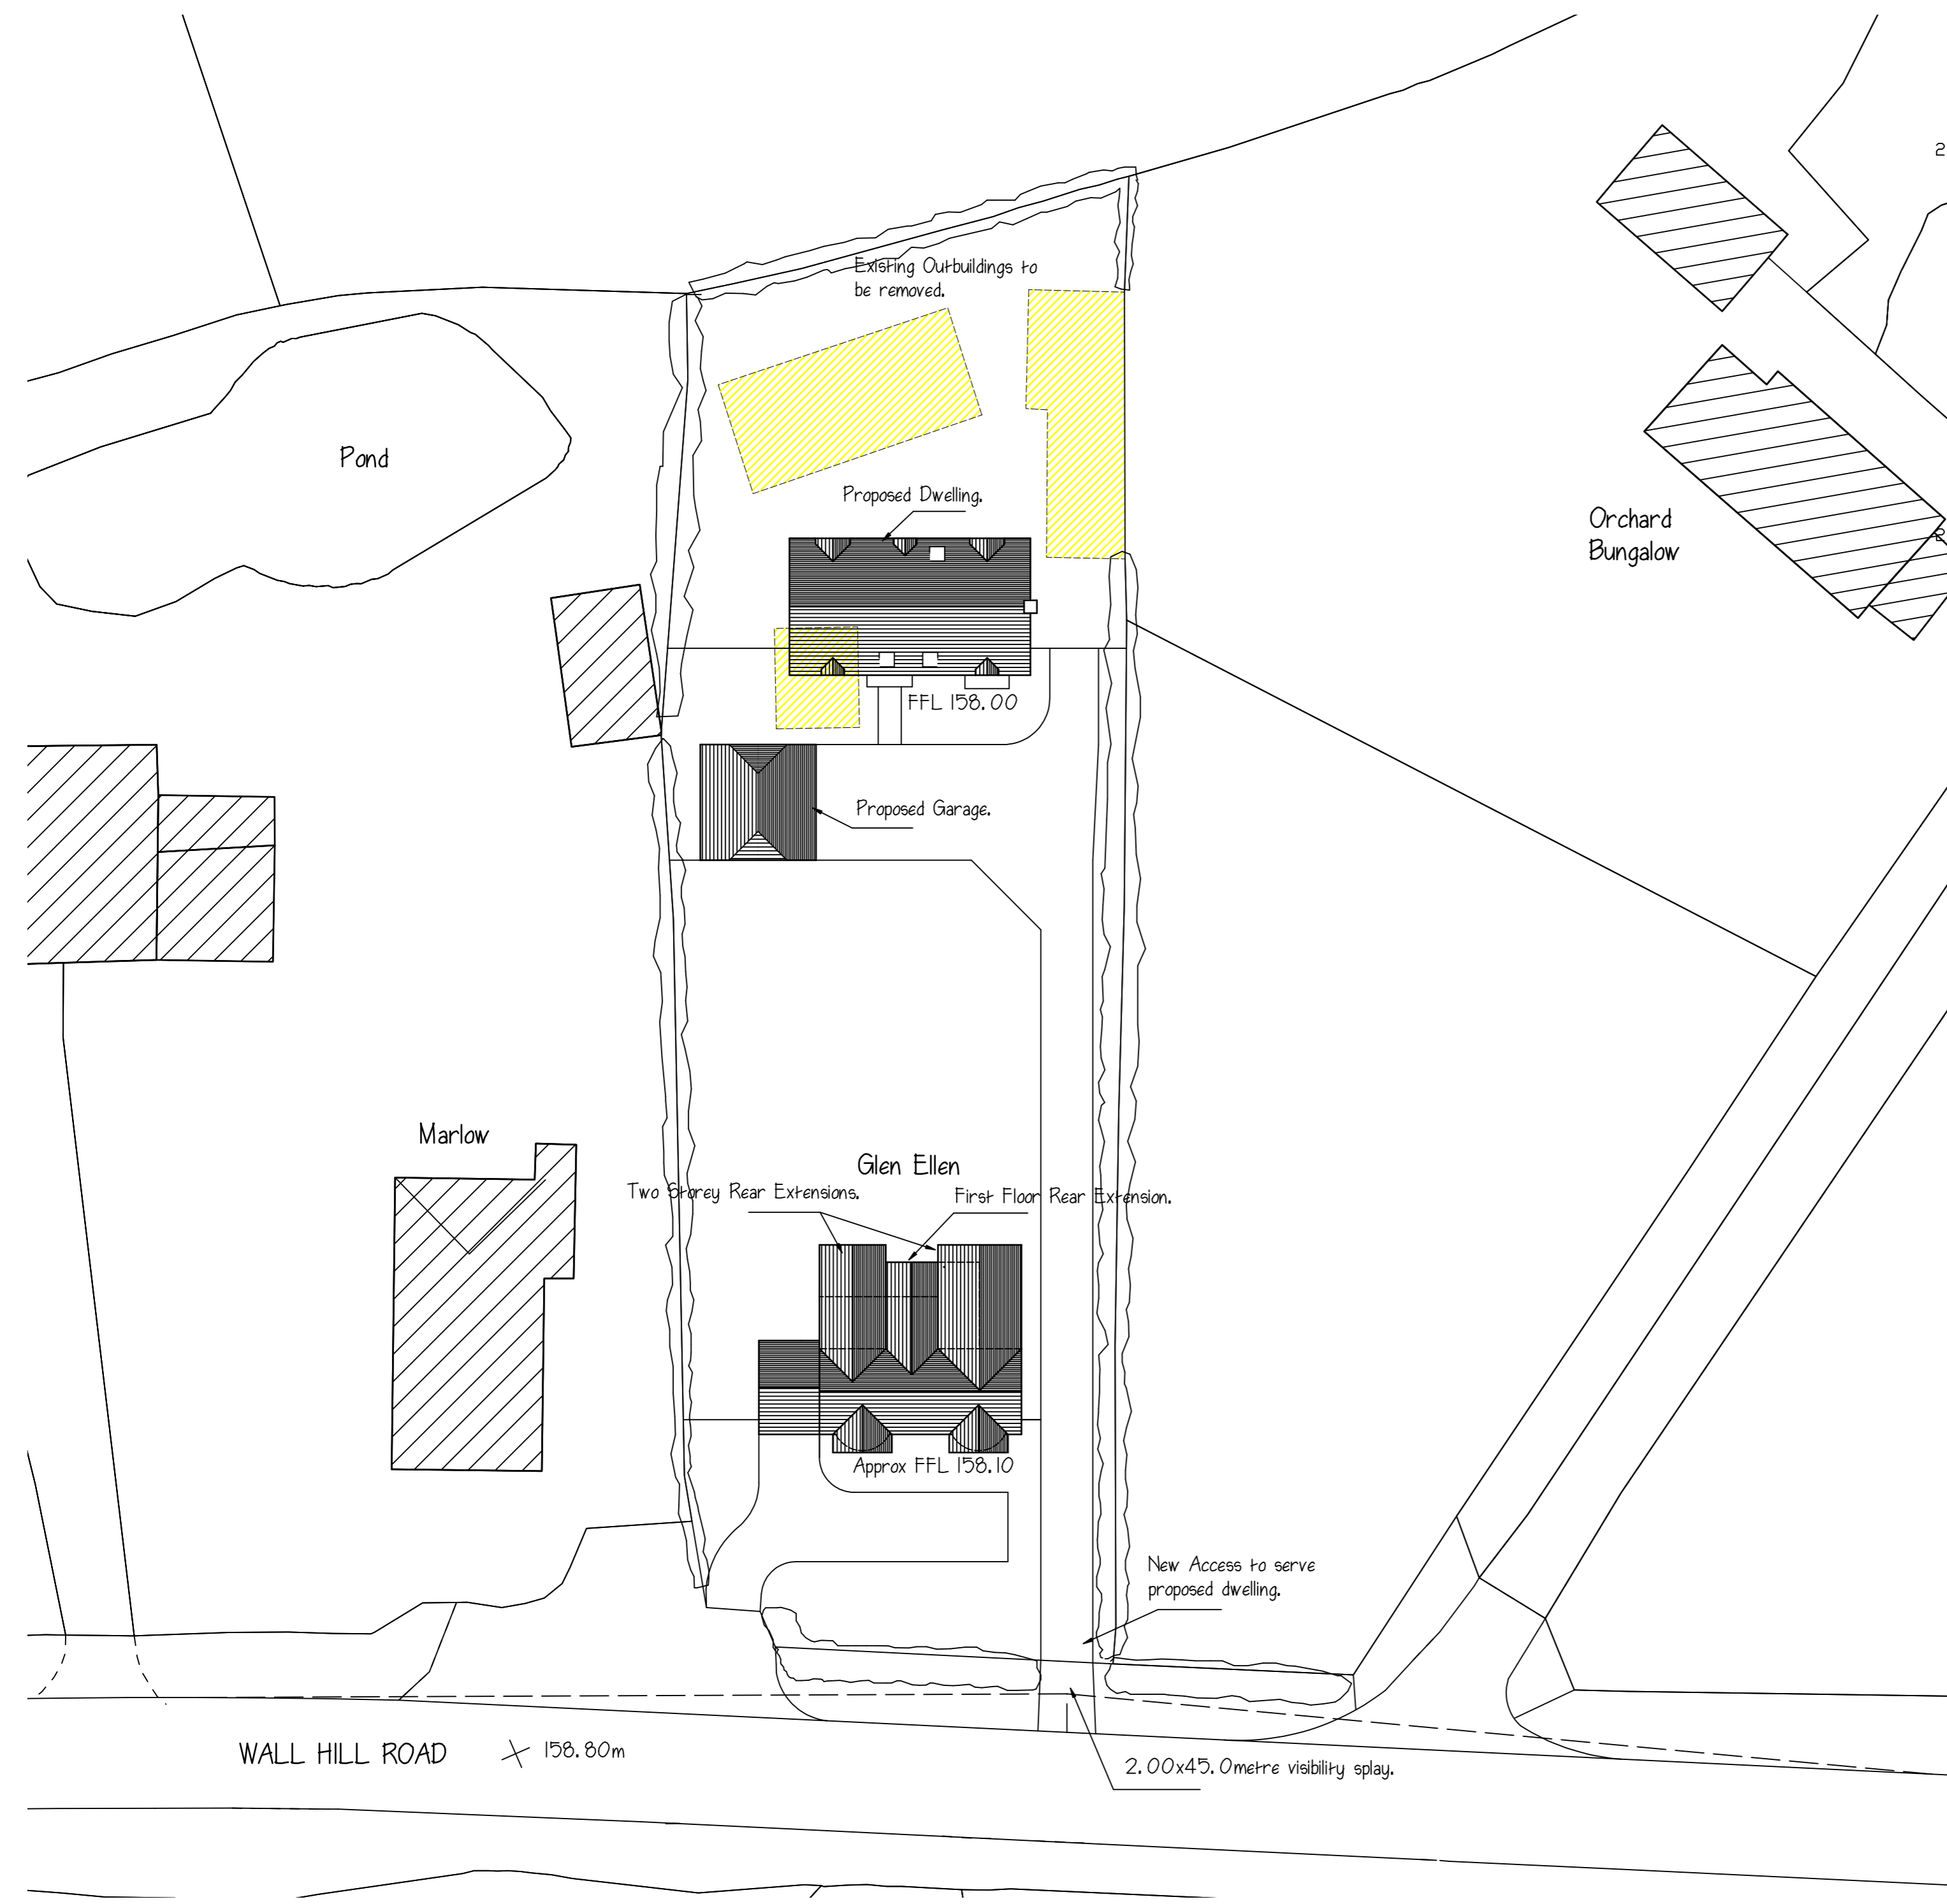 2
Existing Outbuildings to
be removed.
Pond
Proposed Dwelling.
Orchard
Bungalow
2
FFL 158.00
Proposed Garage.
Marlow
Glen Ellen
Two Storey Rear Extensions.
First Floor Rear Extension.
Approx FFL 158.10
New Access to serve
proposed dwelling.
WALL HILL ROAD
158.80m
2.00x45.0metre visibility splay.